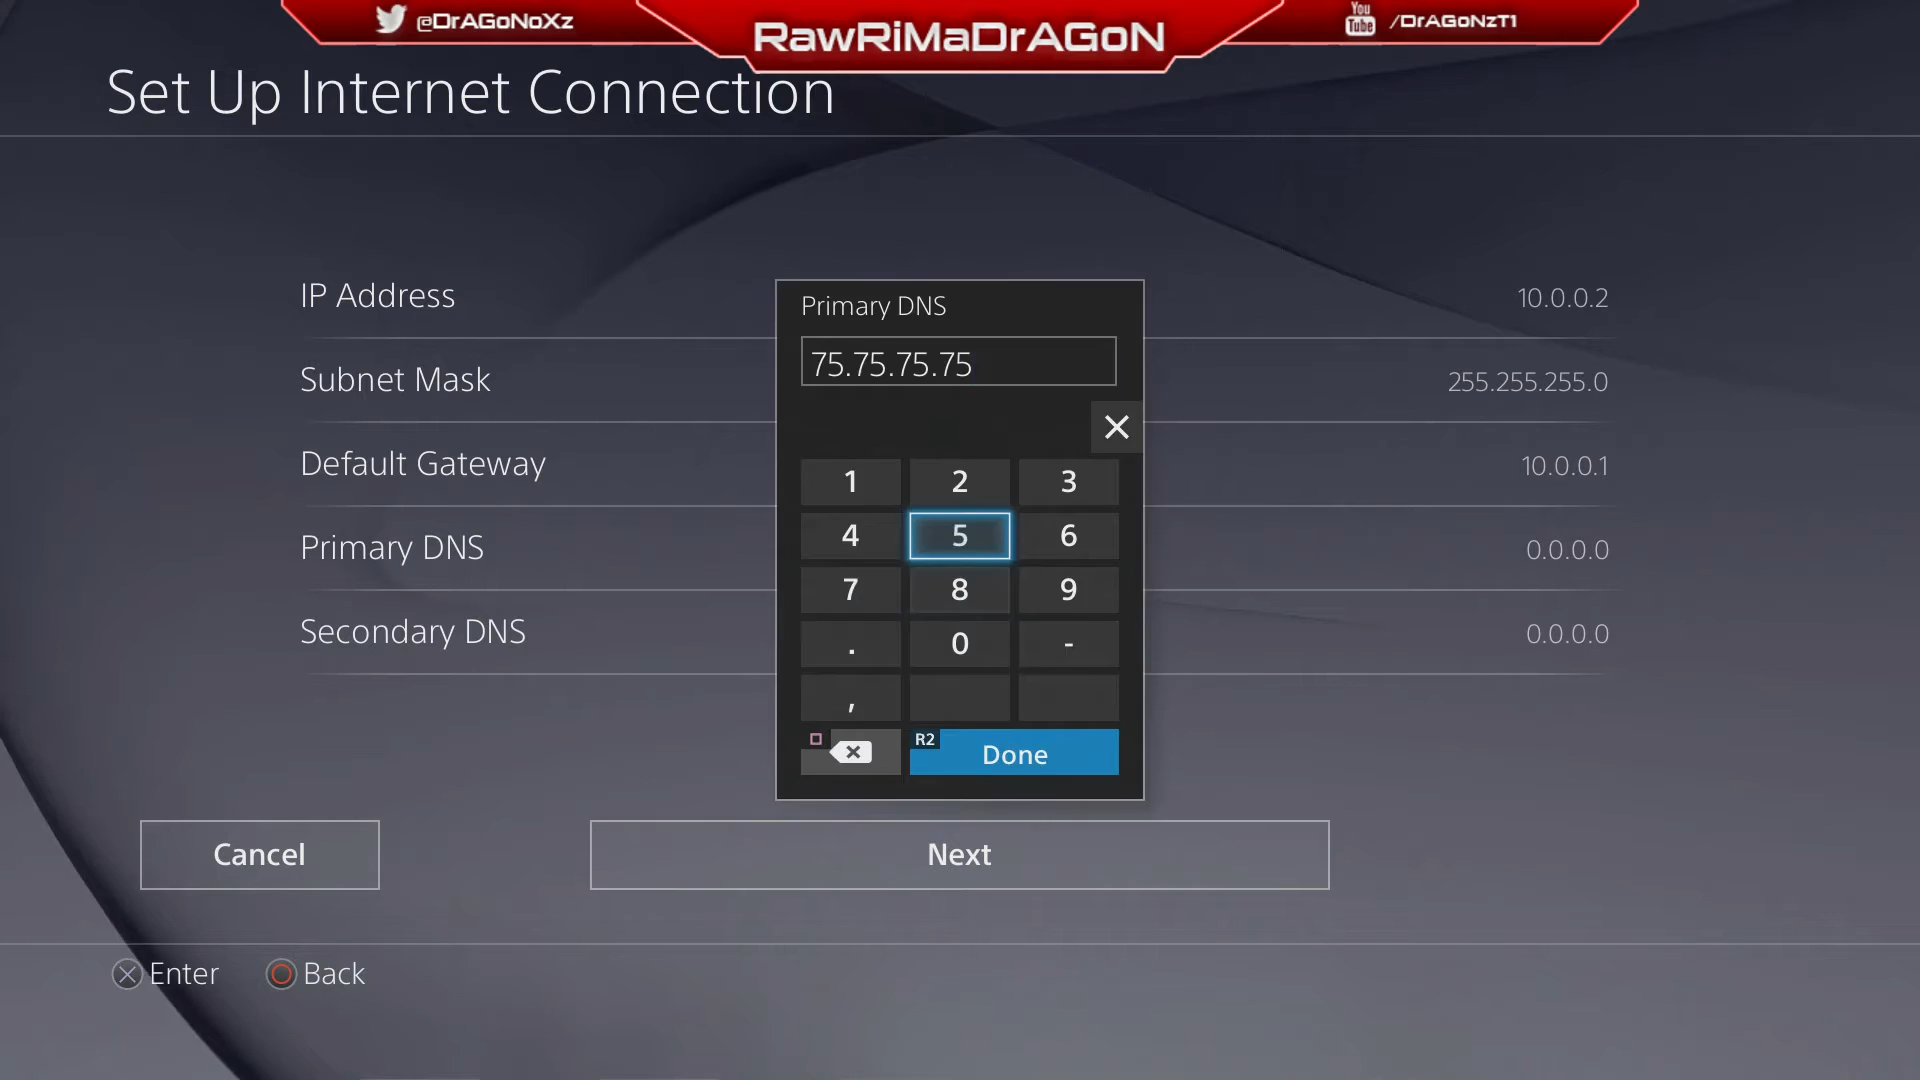 @DrAGoNoXz
RawRiMaDrAGoN
You Tube /DrAGoNzT1
Set Up Internet Connection
IP Address 10.0.0.2
Subnet Mask 255.255.255.0
Default Gateway 10.0.0.1
Primary DNS 0.0.0.0
Secondary DNS 0.0.0.0
Primary DNS
75.75.75.75
1 2 3
4 5 6
7 8 9
. 0 -
,
R2 Done
Cancel Next
Enter Back